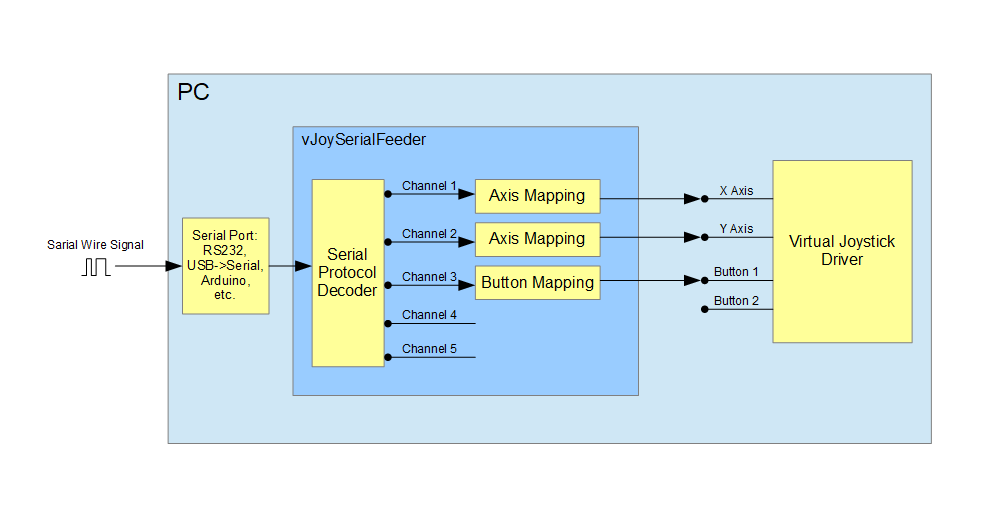 PC
vJoySerialFeeder
Sarial Wire Signal
Serial Port:
RS232,
USB->Serial,
Arduino,
etc.
Serial
Protocol
Decoder
Channel 1
Channel 2
Channel 3
Channel 4
Channel 5
Axis Mapping
Axis Mapping
Button Mapping
X Axis
Y Axis
Button 1
Button 2
Virtual Joystick
Driver